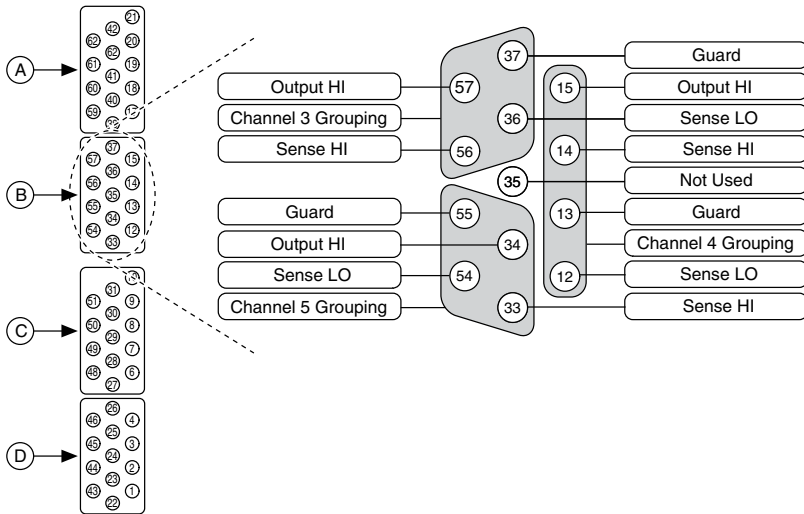 21
42
62 20
62
A 61 19
41
60 18
40
59
37
57 15
36
56 14
B 35
55 13
34
54 12
33
31
51 9
30
50 8
C 29
49 7
28
48 6
27
26
46 4
25
45 3
D 24
44 2
23
43 1
22
37 Guard
Output HI 57 15 Output HI
Channel 3 Grouping 36 Sense LO
Sense HI 56 14 Sense HI
35 Not Used
Guard 55 13 Guard
Output HI 34 Channel 4 Grouping
Sense LO 54 12 Sense LO
Channel 5 Grouping 33 Sense HI